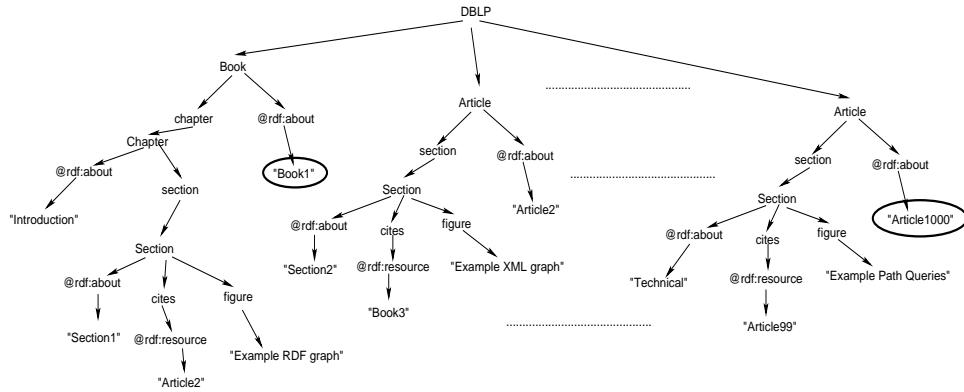 DBLP
Book
chapter
@rdf:about
Chapter
"Book1"
@rdf:about
section
"Introduction"
Section
@rdf:about
cites
figure
"Section1"
@rdf:resource
"Example RDF graph"
"Article2"
Article
section
@rdf:about
Section
"Article2"
@rdf:about
cites
figure
"Section2"
@rdf:resource
"Example XML graph"
"Book3"
Article
section
@rdf:about
Section
"Article1000"
@rdf:about
cites
figure
"Technical"
@rdf:resource
"Example Path Queries"
"Article99"